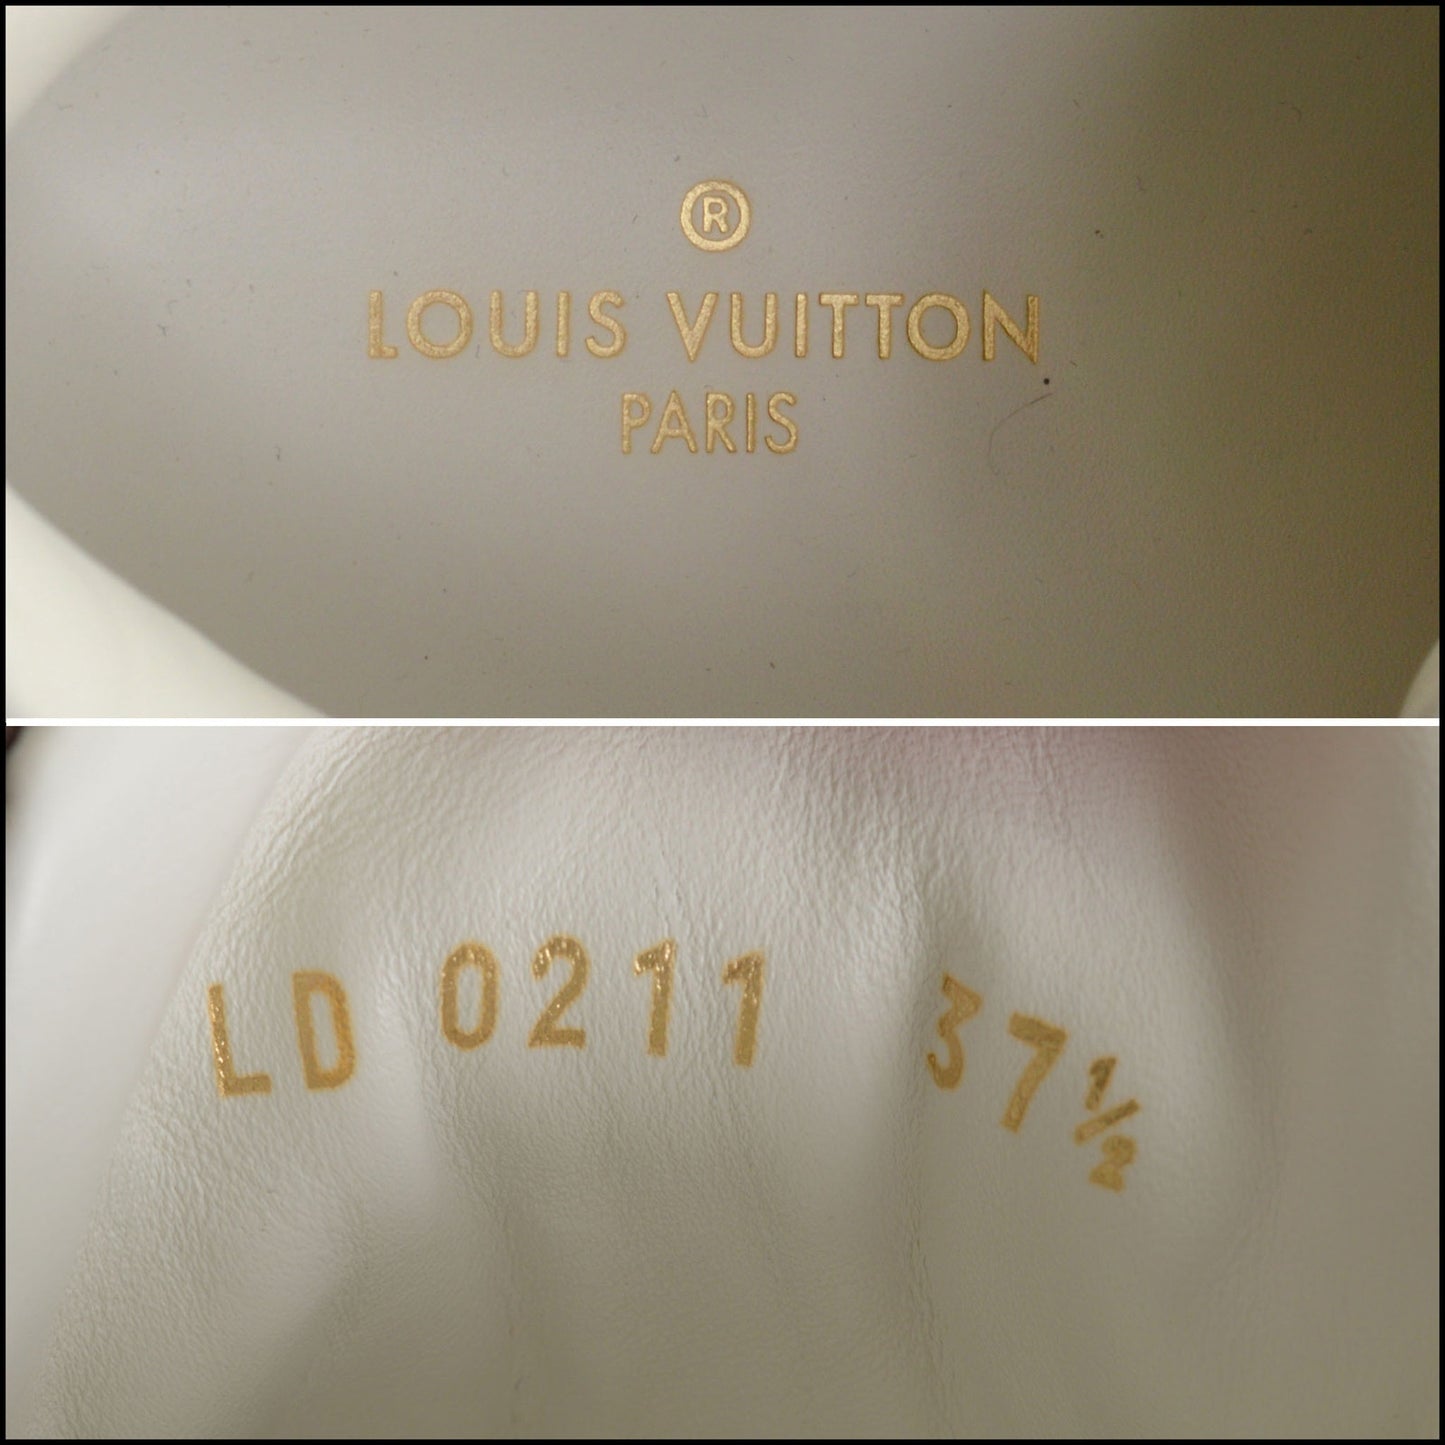 ®
LOUIS VUITTON
PARIS
LD 0211 37½